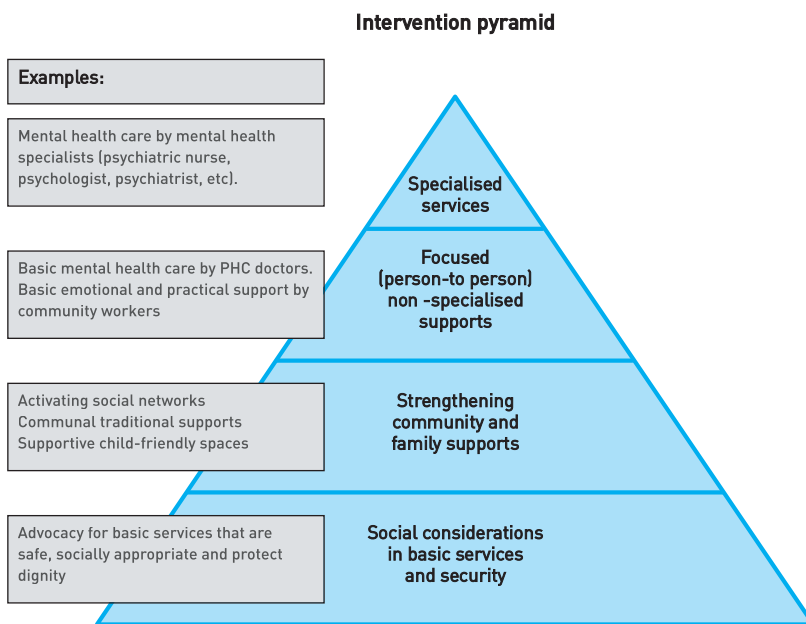 Intervention pyramid
Examples:
Mental health care by mental health
specialists (psychiatric nurse,
psychologist, psychiatrist, etc).
Specialised
services
Basic mental health care by PHC doctors.
Basic emotional and practical support by
community workers
Focused
(person-to person)
non -specialised
supports
Activating social networks
Communal traditional supports
Supportive child-friendly spaces
Strengthening
community and
family supports
Advocacy for basic services that are
safe, socially appropriate and protect
dignity
Social considerations
in basic services
and security